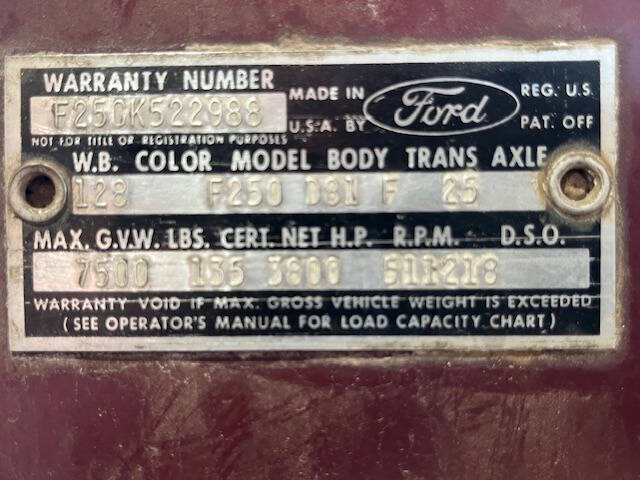 WARRANTY NUMBER
F25DK522988
MADE IN
U.S.A. BY
Ford
REG. U.S.
PAT. OFF
NOT FOR TITLE OR REGISTRATION PURPOSES
W.B. COLOR MODEL BODY TRANS AXLE
128 F250 D81 F 25
MAX. G.V.W. LBS. CERT. NET H.P. R.P.M. D.S.O.
7500 135 3800
WARRANTY VOID IF MAX. GROSS VEHICLE WEIGHT IS EXCEEDED
(SEE OPERATOR'S MANUAL FOR LOAD CAPACITY CHART)